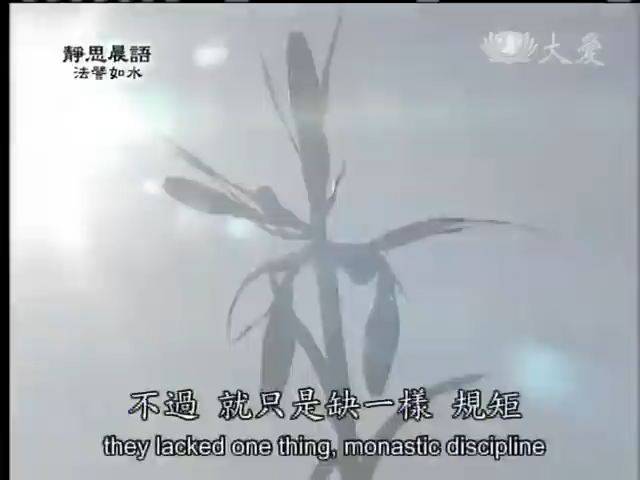 靜思晨語
法譬如水
大愛
不過 就只是缺一樣 規矩
they lacked one thing, monastic discipline